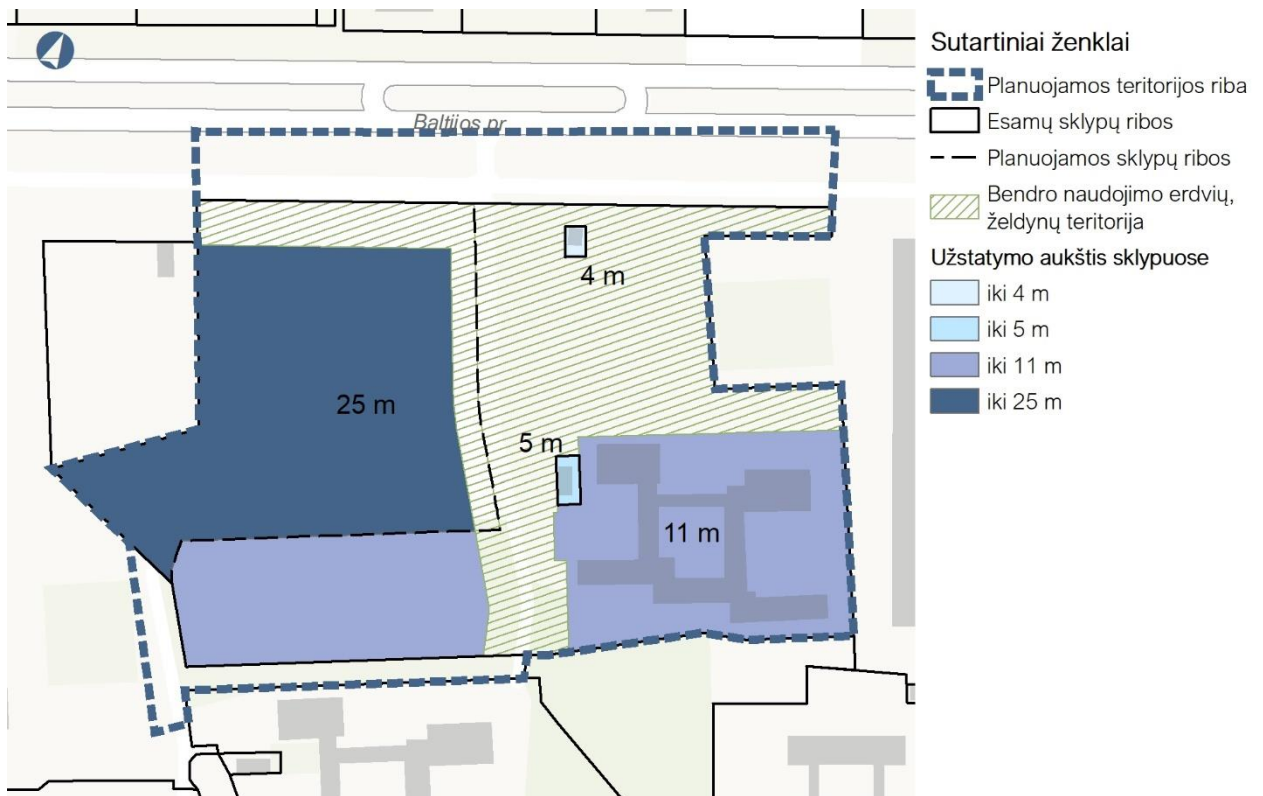 Baltijos pr.
4 m
25 m
5 m
11 m
Sutartiniai ženklai
Planuojamos teritorijos riba
Esamų sklypų ribos
Planuojamos sklypų ribos
Bendro naudojimo erdvių,
želdynų teritorija
Užstatymo aukštis sklypuose
iki 4 m
iki 5 m
iki 11 m
iki 25 m